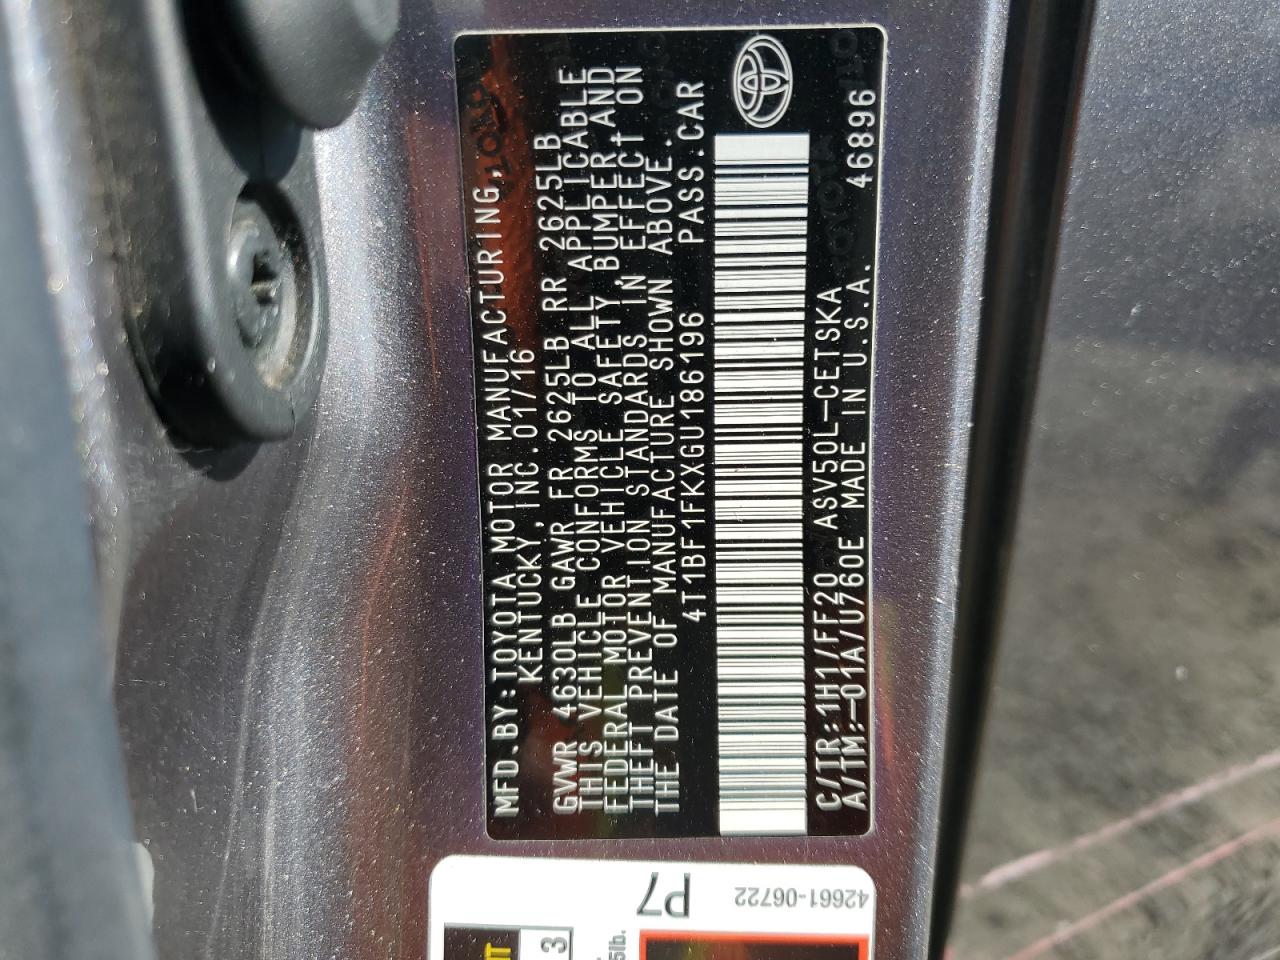 MFD.BY:TOYOTA MOTOR MANUFACTURING,
KENTUCKY, INC. 01/16
GVWR 4630LB GAWR FR 2625LB RR 2625LB
THIS VEHICLE CONFORMS TO ALL APPLICABLE
FEDERAL MOTOR VEHICLE SAFETY, BUMPER, AND
THEFT PREVENTION STANDARDS IN EFFECT ON
THE DATE OF MANUFACTURE SHOWN ABOVE.
4T1BF1FKXGU186196 PASS.CAR
C/TR:1H1/FF20 ASV50L-CETSKA
A/TM:-01A/U760E MADE IN U.S.A. 46896
P7
42661-06722
3